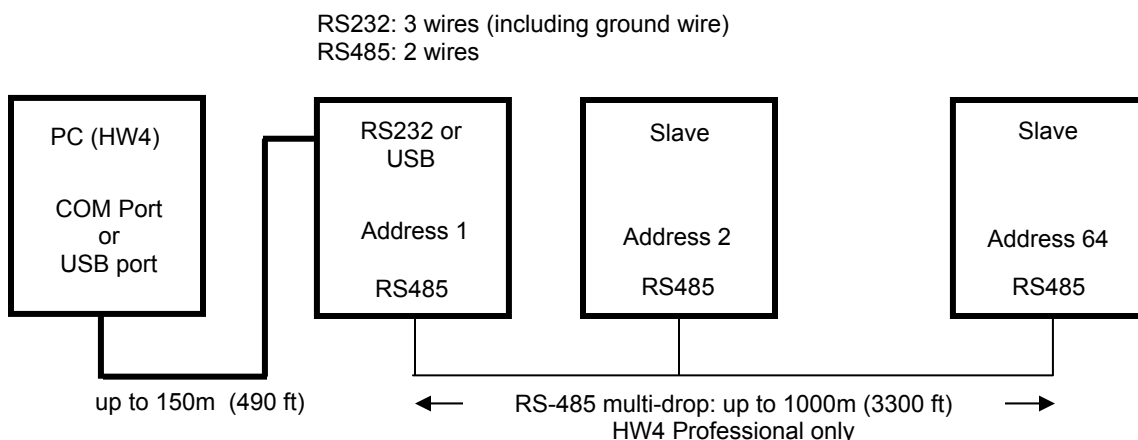 RS232: 3 wires (including ground wire)
RS485: 2 wires
PC (HW4)
COM Port
or
USB port
RS232 or
USB
Address 1
RS485
Slave
Address 2
RS485
Slave
Address 64
RS485
up to 150m (490 ft)
RS-485 multi-drop: up to 1000m (3300 ft)
HW4 Professional only